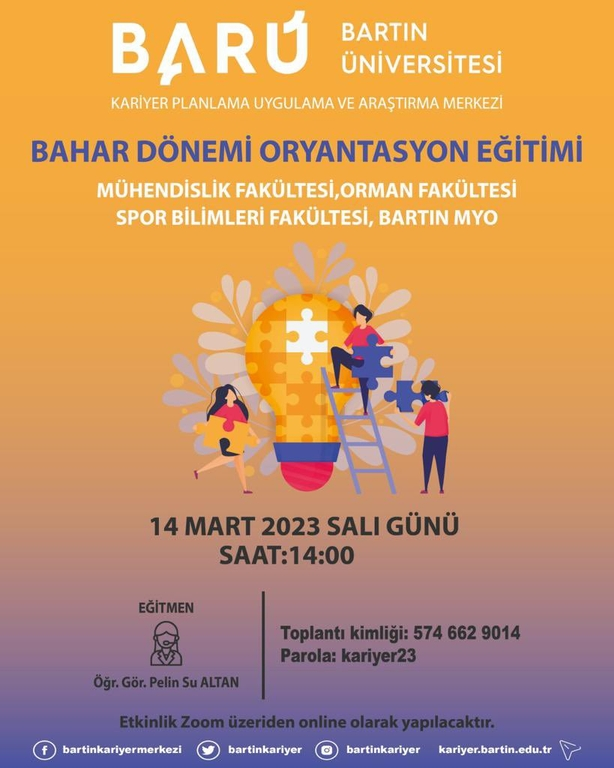 BARÜ
BARTIN
ÜNİVERSİTESİ
KARİYER PLANLAMA UYGULAMA VE ARAŞTIRMA MERKEZİ
BAHAR DÖNEMİ ORYANTASYON EĞİTİMİ
MÜHENDİSLİK FAKÜLTESİ,ORMAN FAKÜLTESİ
SPOR BİLİMLERİ FAKÜLTESİ, BARTIN MYO
14 MART 2023 SALI GÜNÜ
SAAT:14:00
EĞİTMEN
Öğr. Gör. Pelin Su ALTAN
Toplantı kimliği: 574 662 9014
Parola: kariyer23
Etkinlik Zoom üzeriden online olarak yapılacaktır.
bartinkariyermerkezi bartinkariyer bartinkariyer kariyer.bartin.edu.tr